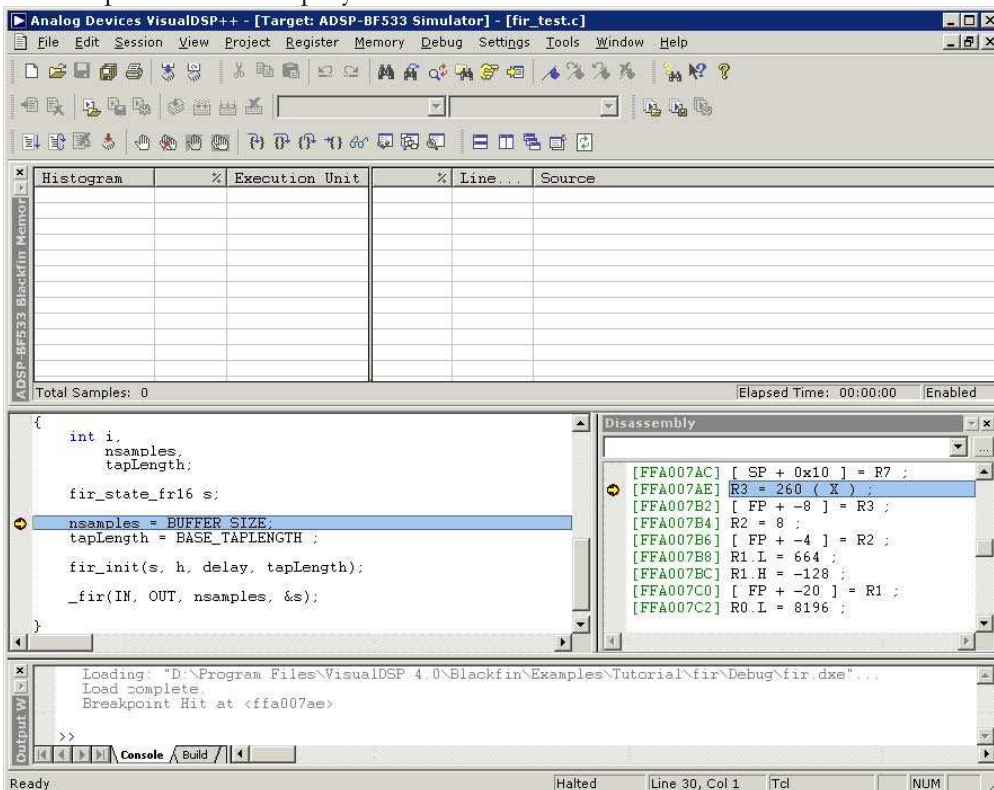 Analog Devices VisualDSP++ - [Target: ADSP-BF533 Simulator] - [fir_test.c]
File Edit Session View Project Register Memory Debug Settings Tools Window Help
Histogram % Execution Unit % Line... Source
ADSP-BF533 Blackfin Memor
Total Samples: 0 Elapsed Time: 00:00:00 Enabled
{
int i,
nsamples,
tapLength;
fir_state_fr16 s;
nsamples = BUFFER_SIZE;
tapLength = BASE_TAPLENGTH ;
fir_init(s, h, delay, tapLength);
_fir(IN, OUT, nsamples, &s);
}
Disassembly
[FFA007AC] [ SP + 0x10 ] = R7 ;
[FFA007AE] R3 = 260 ( X ) ;
[FFA007B2] [ FP + -8 ] = R3 ;
[FFA007B4] R2 = 8 ;
[FFA007B6] [ FP + -4 ] = R2 ;
[FFA007B8] R1.L = 664 ;
[FFA007BC] R1.H = -128 ;
[FFA007C0] [ FP + -20 ] = R1 ;
[FFA007C2] R0.L = 8196 ;
Output W
Loading: "D:\Program Files\VisualDSP 4.0\Blackfin\Examples\Tutorial\fir\Debug\fir.dxe"...
Load complete.
Breakpoint Hit at <ffa007ae>
>>
Console Build
Ready Halted Line 30, Col 1 Tcl NUM